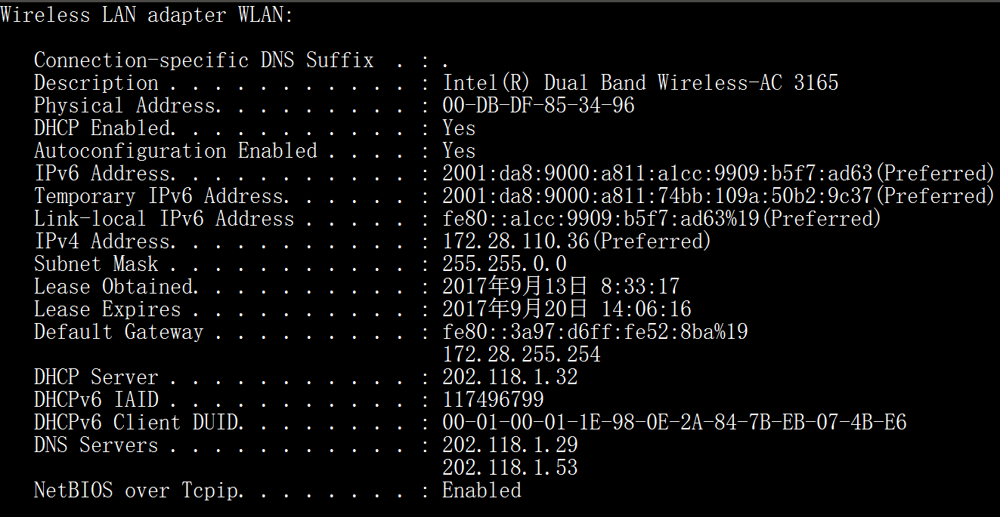 Wireless LAN adapter WLAN:
Connection-specific DNS Suffix . : .
Description . . . . . . . . . . . : Intel(R) Dual Band Wireless-AC 3165
Physical Address. . . . . . . . . : 00-DB-DF-85-34-96
DHCP Enabled. . . . . . . . . . . : Yes
Autoconfiguration Enabled . . . . : Yes
IPv6 Address. . . . . . . . . . . : 2001:da8:9000:a811:a1cc:9909:b5f7:ad63(Preferred)
Temporary IPv6 Address. . . . . . : 2001:da8:9000:a811:74bb:109a:50b2:9c37(Preferred)
Link-local IPv6 Address . . . . . : fe80::a1cc:9909:b5f7:ad63%19(Preferred)
IPv4 Address. . . . . . . . . . . : 172.28.110.36(Preferred)
Subnet Mask . . . . . . . . . . . : 255.255.0.0
Lease Obtained. . . . . . . . . . : 2017年9月13日 8:33:17
Lease Expires . . . . . . . . . . : 2017年9月20日 14:06:16
Default Gateway . . . . . . . . . : fe80::3a97:d6ff:fe52:8ba%19
172.28.255.254
DHCP Server . . . . . . . . . . . : 202.118.1.32
DHCPv6 IAID . . . . . . . . . . . : 117496799
DHCPv6 Client DUID. . . . . . . . : 00-01-00-01-1E-98-0E-2A-84-7B-EB-07-4B-E6
DNS Servers . . . . . . . . . . . : 202.118.1.29
202.118.1.53
NetBIOS over Tcpip. . . . . . . . : Enabled